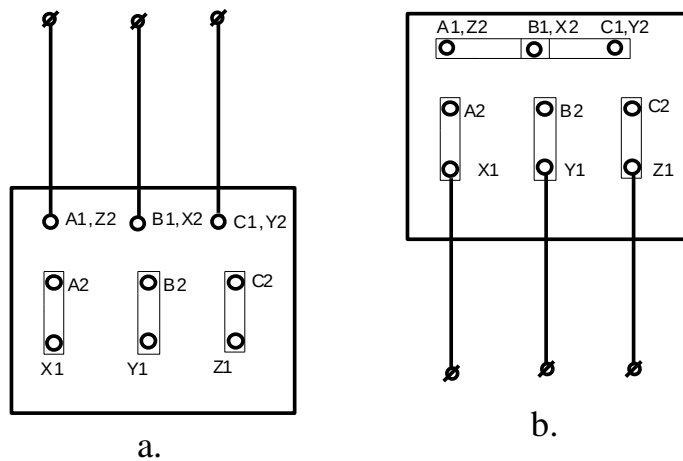 A1,Z2 B1,X2 C1,Y2
A2 B2 C2
X1 Y1 Z1
a.
A1,Z2 B1,X2 C1,Y2
A2 B2 C2
X1 Y1 Z1
b.